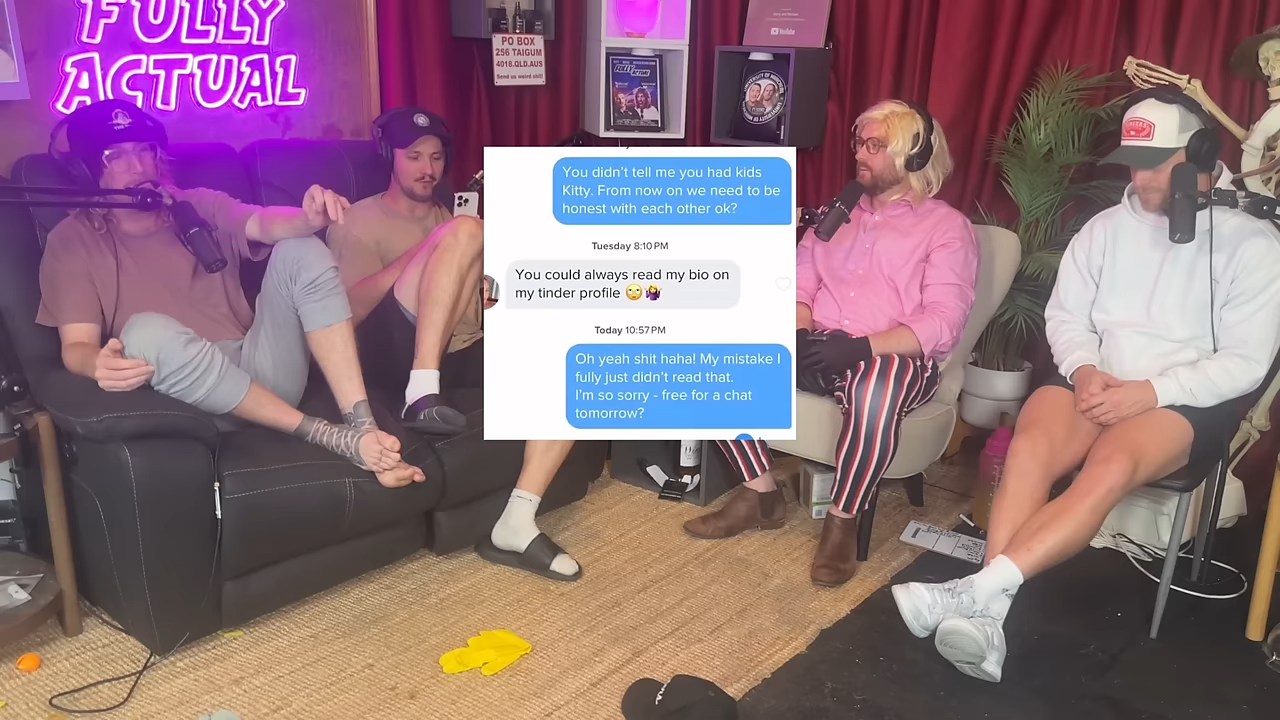 FULLY
ACTUAL
PO BOX
256 TAIGUM
4018.QLD.AUS
Send us weird shit!
YouTube
FULLY
ACTUAL
You didn't tell me you had kids
Kitty. From now on we need to be
honest with each other ok?
Tuesday 8:10 PM
You could always read my bio on
my tinder profile 🙄🤷‍♀️
Today 10:57 PM
Oh yeah shit haha! My mistake I
fully just didn't read that.
I'm so sorry - free for a chat
tomorrow?